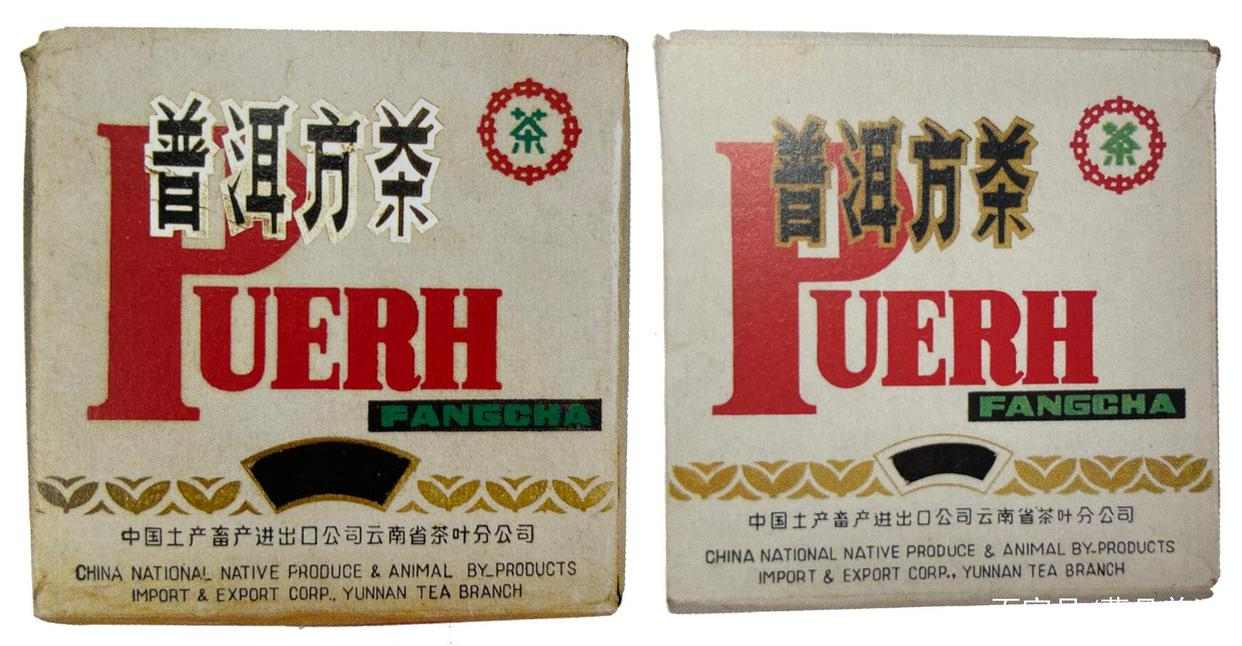 普洱方茶
茶
PUERH
FANGCHA
中国土产畜产进出口公司云南省茶叶分公司
CHINA NATIONAL NATIVE PRODUCE & ANIMAL BY-PRODUCTS
IMPORT & EXPORT CORP., YUNNAN TEA BRANCH
普洱方茶
茶
PUERH
FANGCHA
中国土产畜产进出口公司云南省茶叶分公司
CHINA NATIONAL NATIVE PRODUCE & ANIMAL BY-PRODUCTS
IMPORT & EXPORT CORP., YUNNAN TEA BRANCH